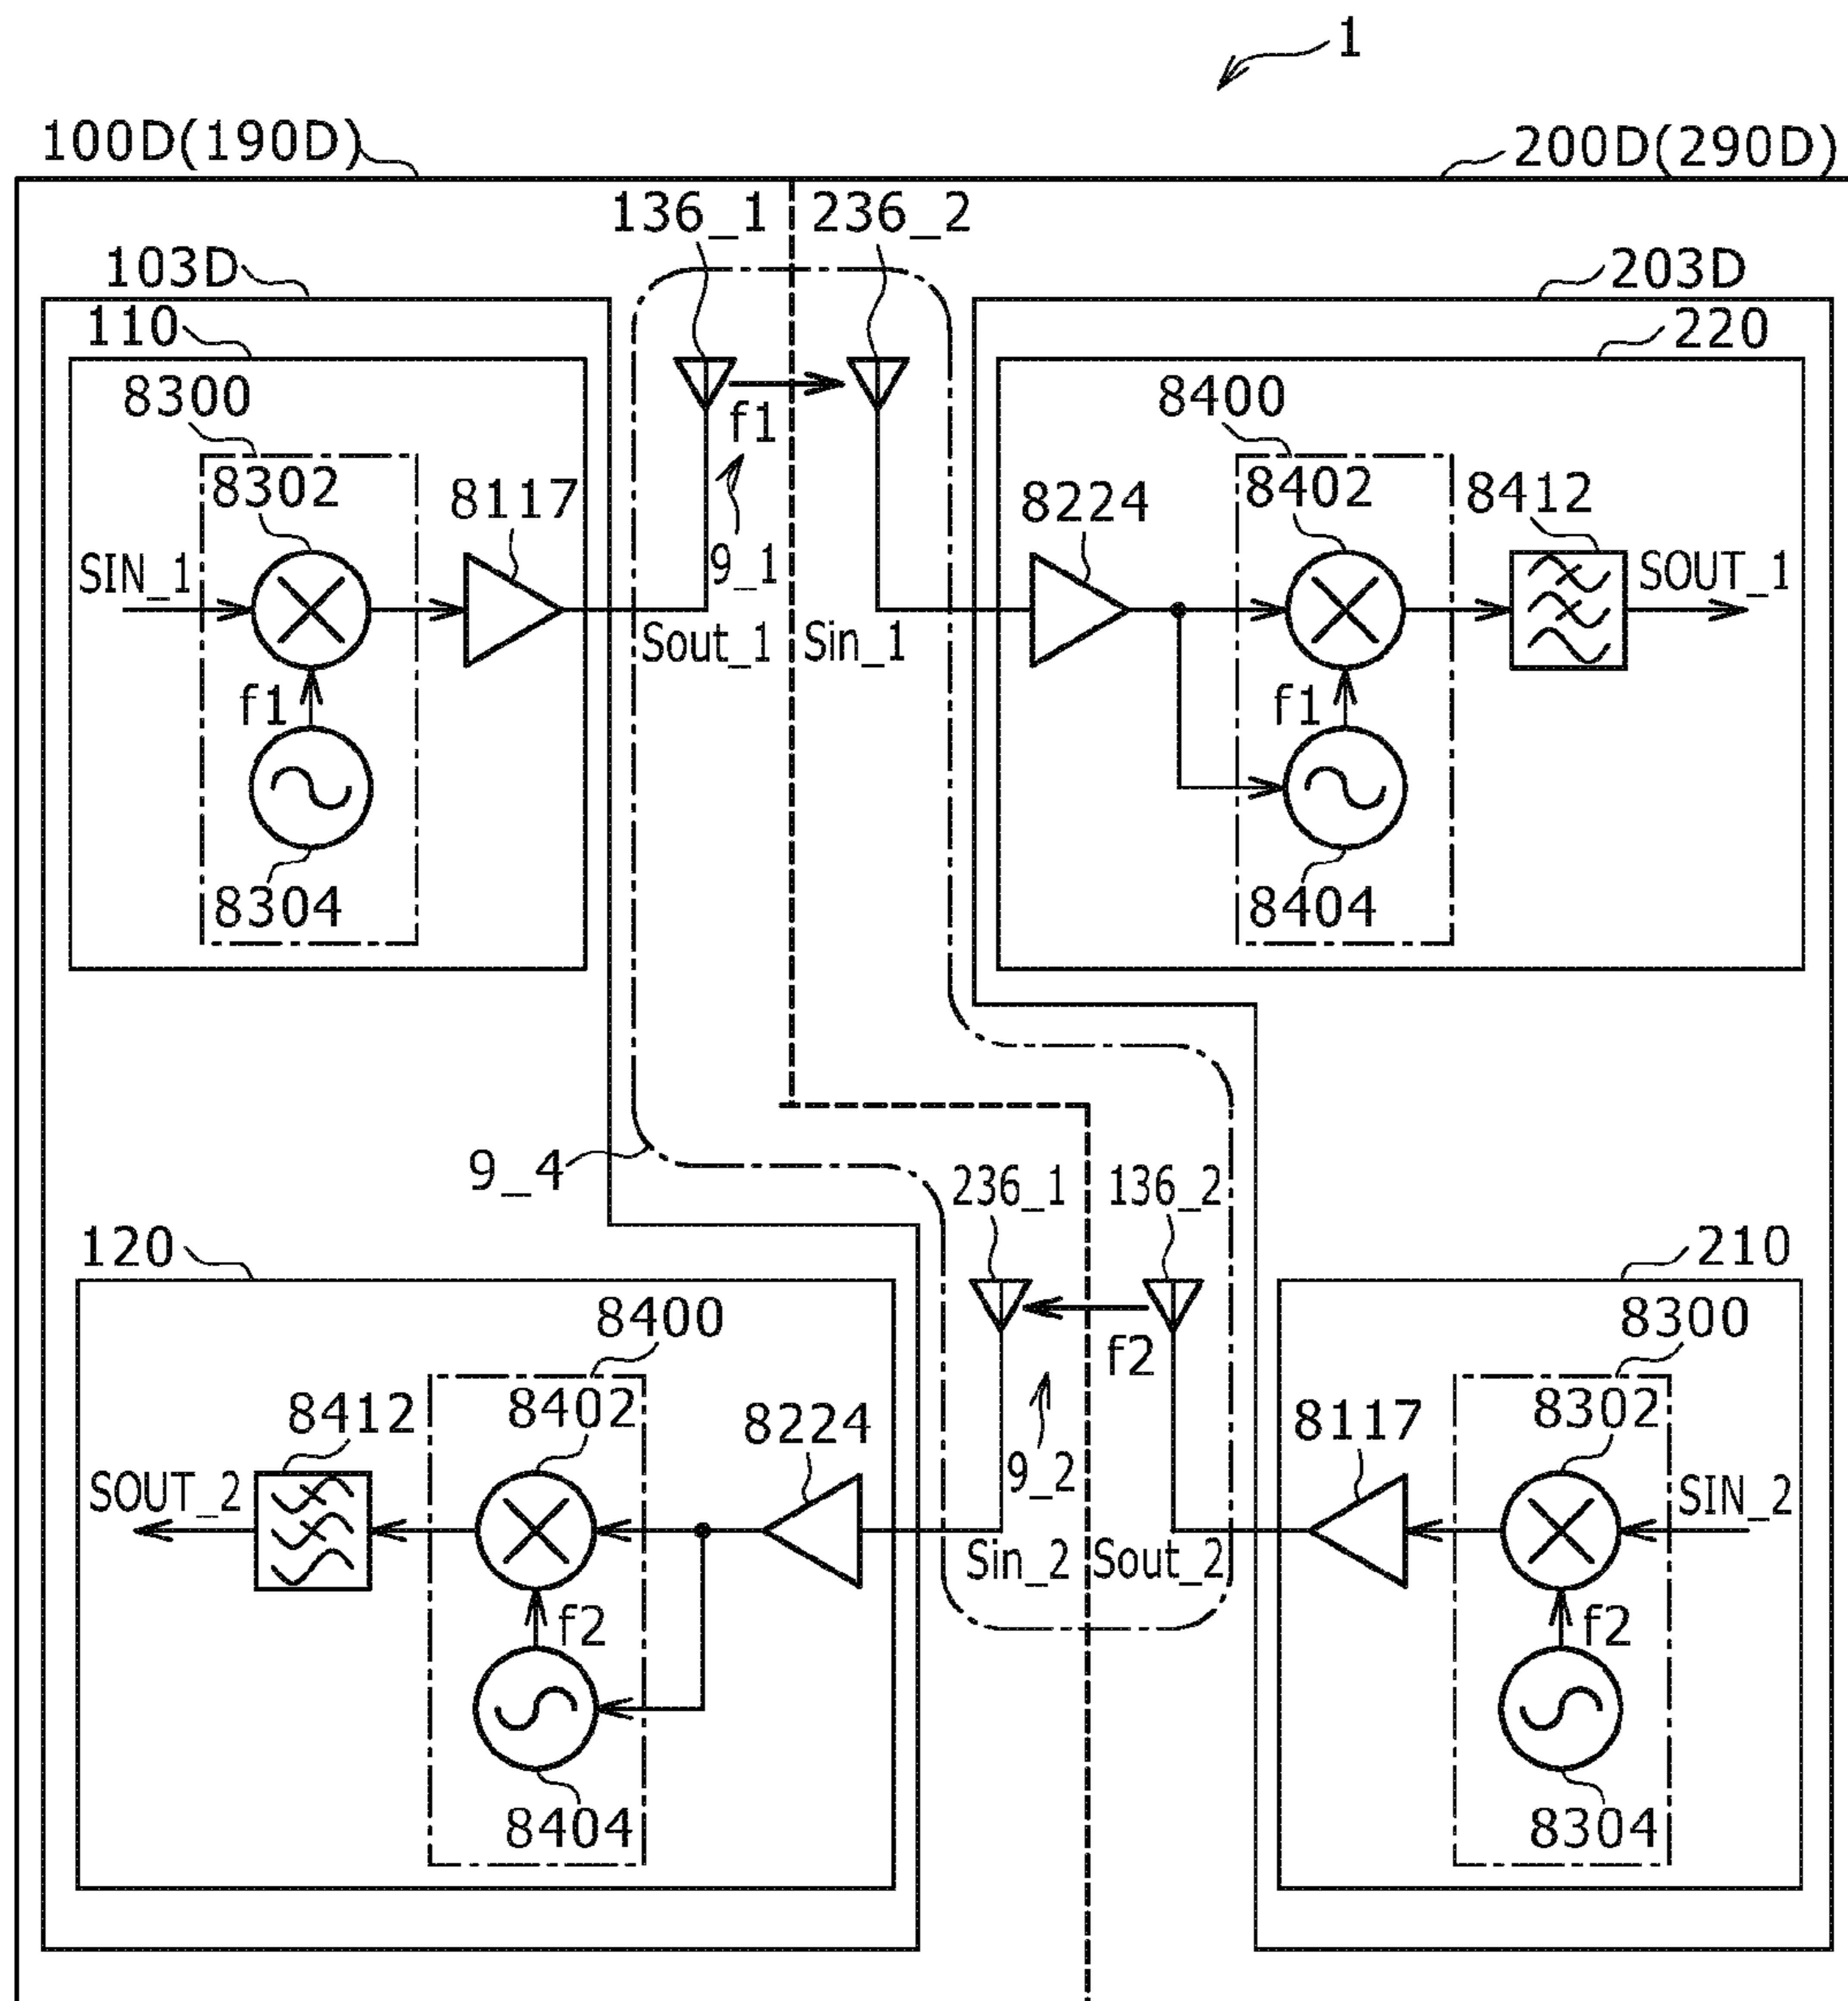 1
100D(190D)
200D(290D)
136_1
236_2
103D
203D
110
220
8300
8400
f1
8302
8117
8402
8412
8224
9_1
SIN_1
SOUT_1
Sout_1
Sin_1
f1
f1
8304
8404
9_4
236_1
136_2
120
210
8400
8300
f2
8412
8402
8224
8117
8302
9_2
SOUT_2
SIN_2
Sin_2
Sout_2
f2
f2
8404
8304